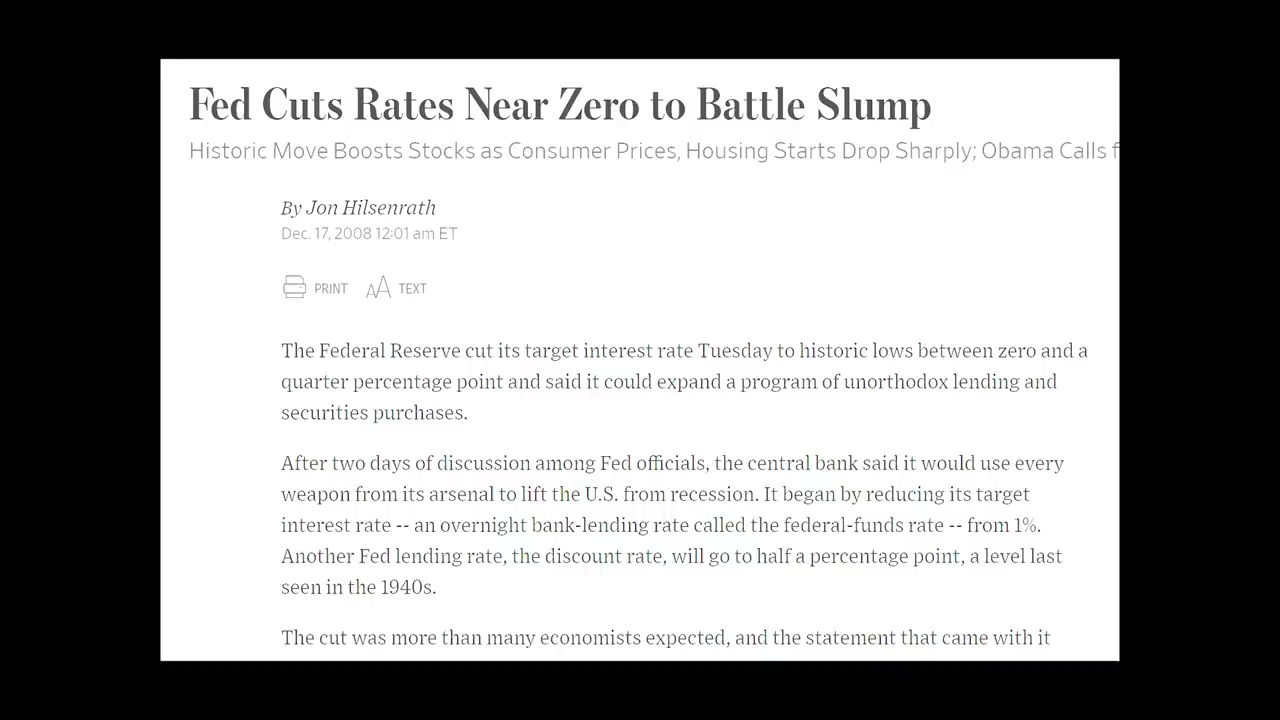 Fed Cuts Rates Near Zero to Battle Slump
Historic Move Boosts Stocks as Consumer Prices, Housing Starts Drop Sharply; Obama Calls
By Jon Hilsenrath
Dec. 17, 2008 12:01 am ET
PRINT TEXT
The Federal Reserve cut its target interest rate Tuesday to historic lows between zero and a
quarter percentage point and said it could expand a program of unorthodox lending and
securities purchases.
After two days of discussion among Fed officials, the central bank said it would use every
weapon from its arsenal to lift the U.S. from recession. It began by reducing its target
interest rate -- an overnight bank-lending rate called the federal-funds rate -- from 1%.
Another Fed lending rate, the discount rate, will go to half a percentage point, a level last
seen in the 1940s.
The cut was more than many economists expected, and the statement that came with it